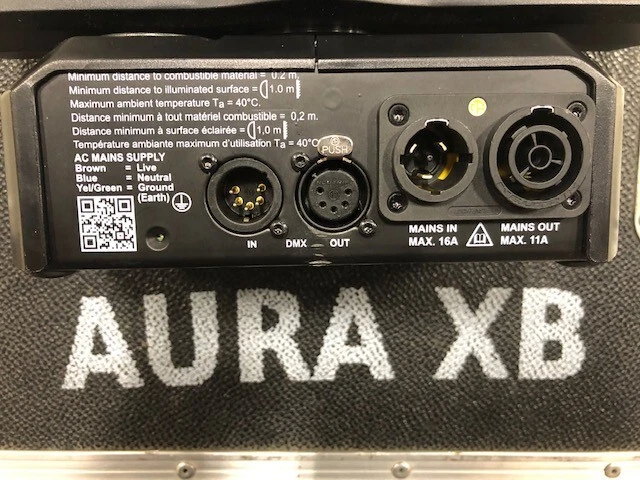 Minimum distance to combustible material = 0.2 m.
Minimum distance to illuminated surface = 1.0 m
Maximum ambient temperature Ta = 40°C.
Distance minimum à tout matériel combustible = 0,2 m.
Distance minimum à surface éclairée = 1,0 m
Température ambiante maximum d'utilisation Ta = 40°C
PUSH
AC MAINS SUPPLY
Brown = Live
Blue = Neutral
Yel/Green = Ground
(Earth)
IN DMX OUT
MAINS IN
MAX. 16A
MAINS OUT
MAX. 11A
AURA XB